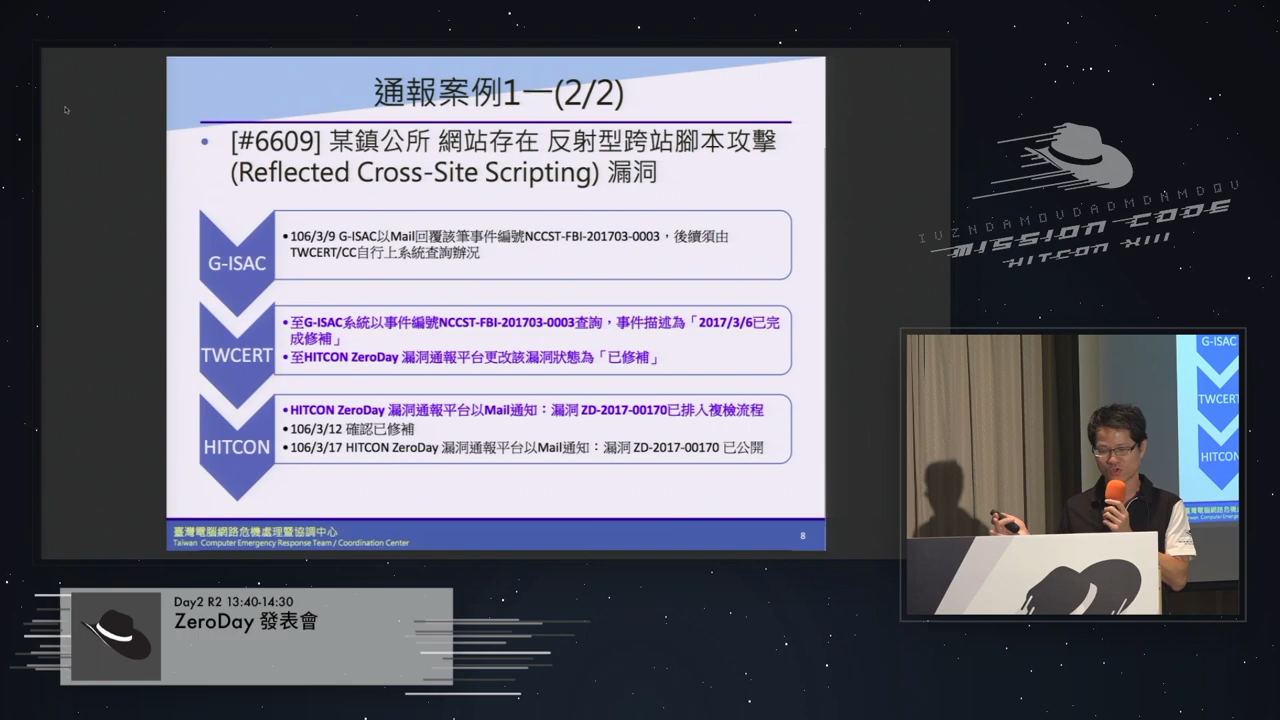 通報案例1—(2/2)
• [#6609] 某鎮公所 網站存在 反射型跨站腳本攻擊
(Reflected Cross-Site Scripting) 漏洞
G-ISAC
•106/3/9 G-ISAC以Mail回覆該筆事件編號NCCST-FBI-201703-0003，後續須由
TWCERT/CC自行上系統查詢辦況
TWCERT
•至G-ISAC系統以事件編號NCCST-FBI-201703-0003查詢，事件描述為「2017/3/6已完
成修補」
•至HITCON ZeroDay 漏洞通報平台更改該漏洞狀態為「已修補」
HITCON
•HITCON ZeroDay 漏洞通報平台以Mail通知：漏洞 ZD-2017-00170已排入複檢流程
•106/3/12 確認已修補
•106/3/17 HITCON ZeroDay 漏洞通報平台以Mail通知：漏洞 ZD-2017-00170 已公開
臺灣電腦網路危機處理暨協調中心
Taiwan Computer Emergency Response Team / Coordination Center
8
IUZNDAMOUDADMDNMDQU
MISSION CODE
HITCON XIII
G-ISAC
TWCERT
HITCON
Day2 R2 13:40-14:30
ZeroDay 發表會